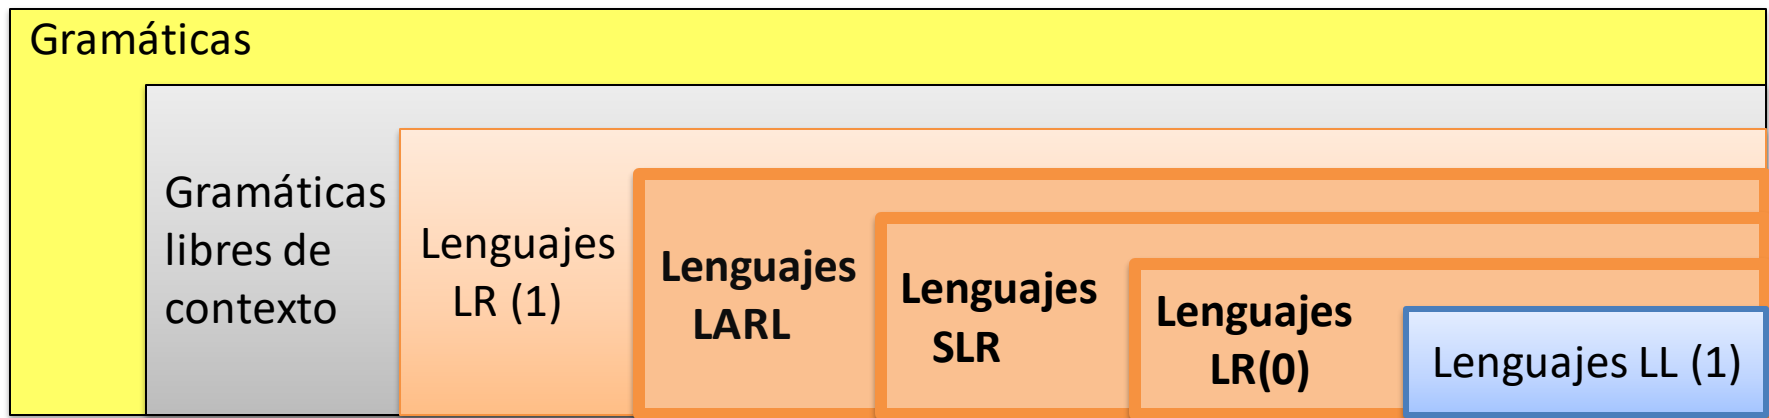 Gramáticas
Gramáticas
libres de
contexto
Lenguajes
LR (1)
Lenguajes
LARL
Lenguajes
SLR
Lenguajes
LR(0)
Lenguajes LL (1)